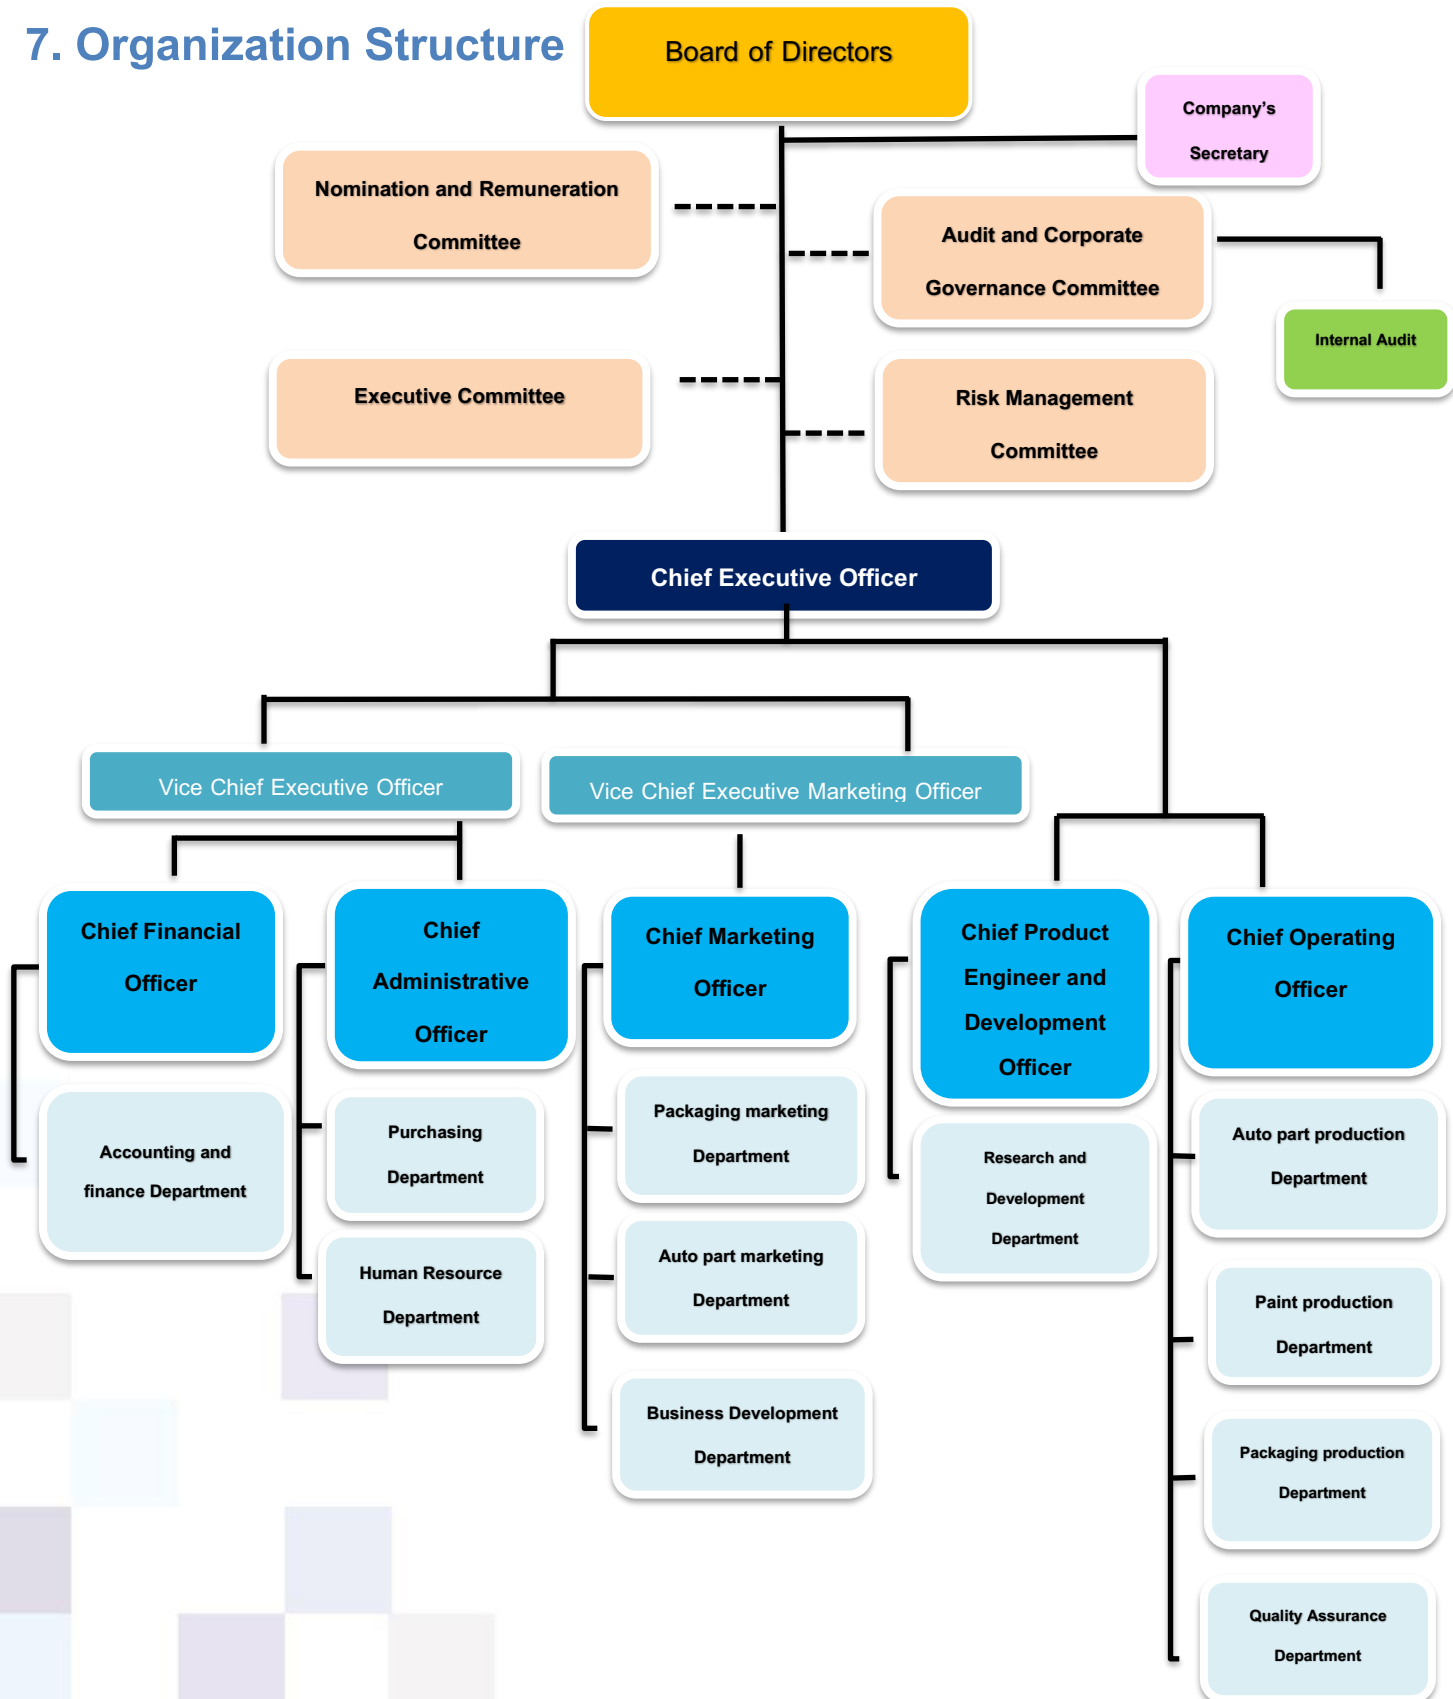 7. Organization Structure
Board of Directors
Company’s
Secretary
Nomination and Remuneration
Committee
Audit and Corporate
Governance Committee
Internal Audit
Executive Committee
Risk Management
Committee
Chief Executive Officer
Vice Chief Executive Officer
Vice Chief Executive Marketing Officer
Chief Financial
Officer
Chief
Administrative
Officer
Chief Marketing
Officer
Chief Product
Engineer and
Development
Officer
Chief Operating
Officer
Accounting and
finance Department
Purchasing
Department
Human Resource
Department
Packaging marketing
Department
Auto part marketing
Department
Business Development
Department
Research and
Development
Department
Auto part production
Department
Paint production
Department
Packaging production
Department
Quality Assurance
Department